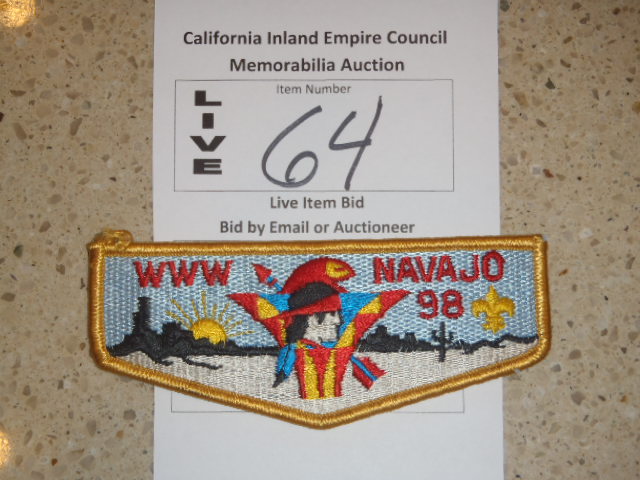 California Inland Empire Council
Memorabilia Auction
Item Number
LIVE
64
Live Item Bid
Bid by Email or Auctioneer
WWW NAVAJO
98